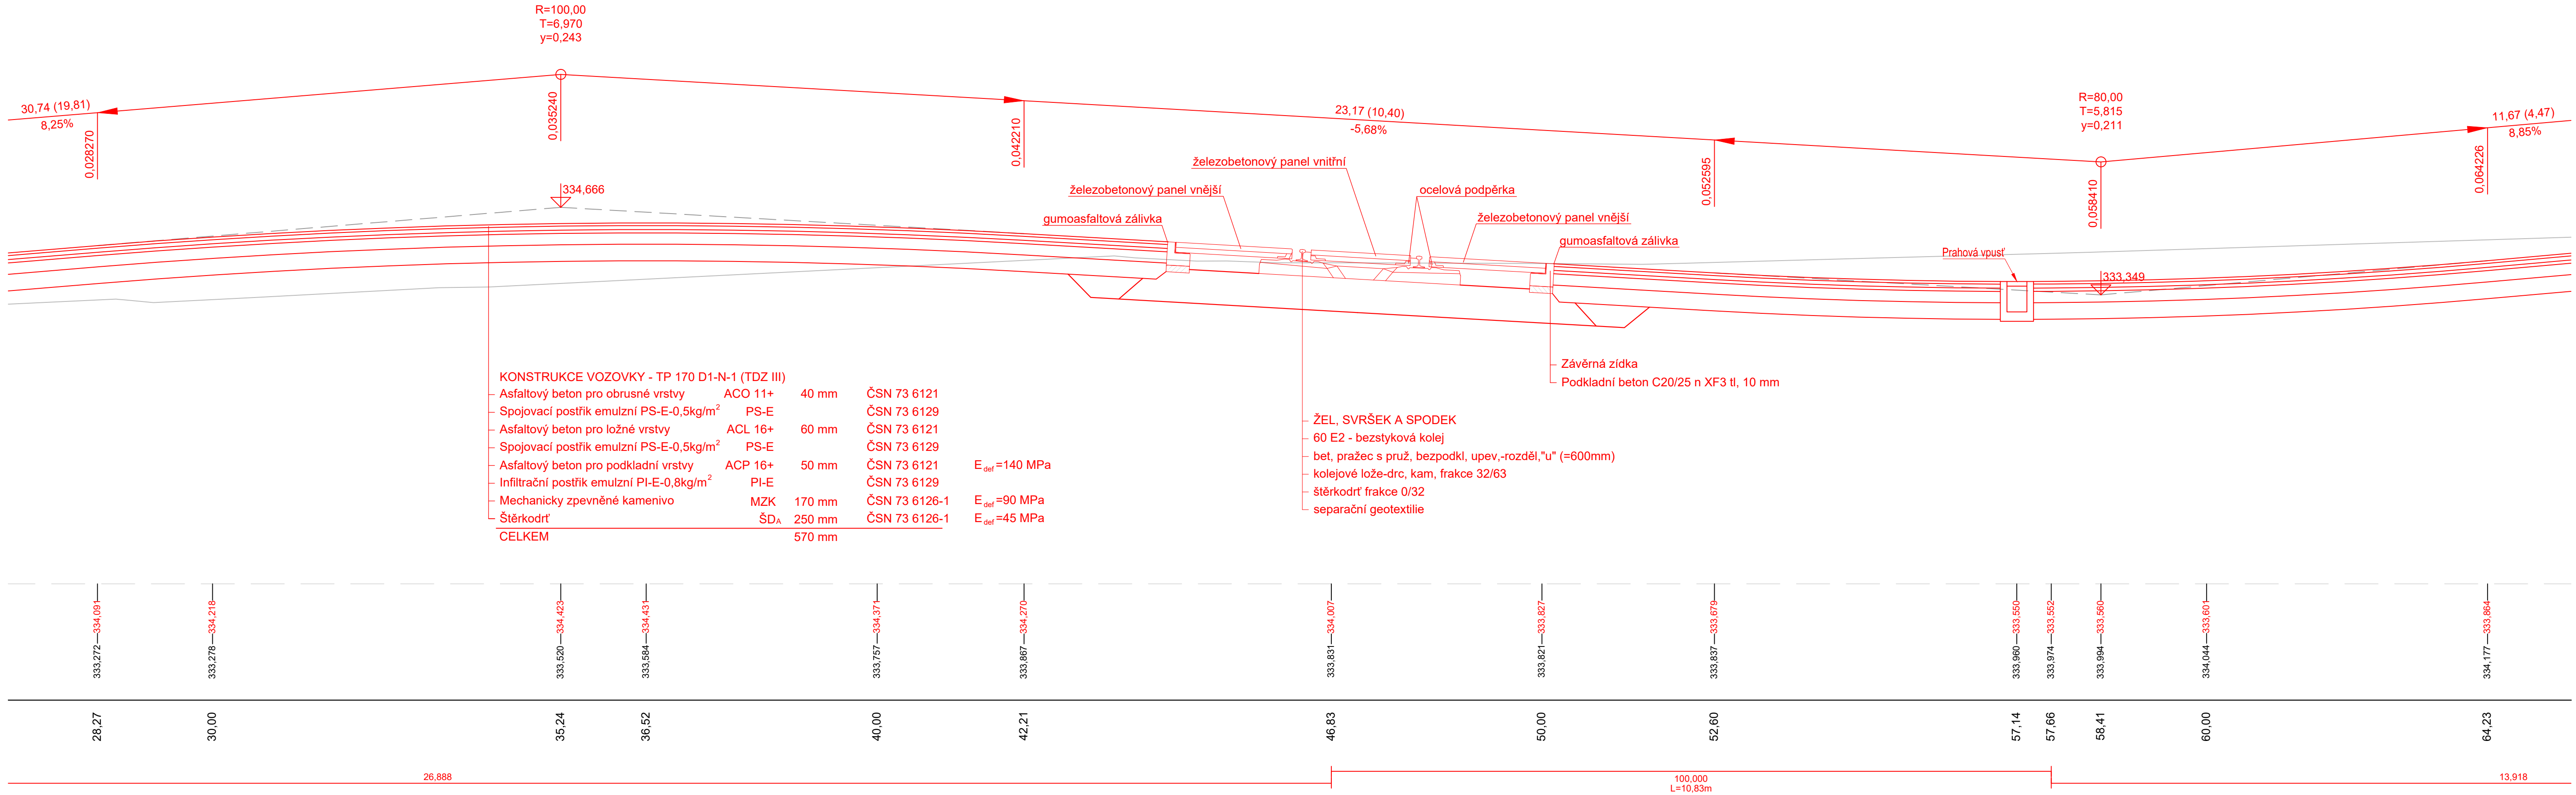 R=100,00
T=6,970
y=0,243
30,74 (19,81)
8,25%
0,028270
0,035240
0,042210
23,17 (10,40)
-5,68%
0,052595
R=80,00
T=5,815
y=0,211
0,058410
11,67 (4,47)
8,85%
0,064226
334,666
železobetonový panel vnitřní
železobetonový panel vnější
ocelová podpěrka
gumoasfaltová zálivka
železobetonový panel vnější
gumoasfaltová zálivka
Prahová vpusť
333,349
KONSTRUKCE VOZOVKY - TP 170 D1-N-1 (TDZ III)
Asfaltový beton pro obrusné vrstvy ACO 11+ 40 mm ČSN 73 6121
Spojovací postřik emulzní PS-E-0,5kg/m2 PS-E ČSN 73 6129
Asfaltový beton pro ložné vrstvy ACL 16+ 60 mm ČSN 73 6121
Spojovací postřik emulzní PS-E-0,5kg/m2 PS-E ČSN 73 6129
Asfaltový beton pro podkladní vrstvy ACP 16+ 50 mm ČSN 73 6121 Edef=140 MPa
Infiltrační postřik emulzní PI-E-0,8kg/m2 PI-E ČSN 73 6129
Mechanicky zpevněné kamenivo MZK 170 mm ČSN 73 6126-1 Edef=90 MPa
Štěrkodrť ŠDA 250 mm ČSN 73 6126-1 Edef=45 MPa
CELKEM 570 mm
Závěrná zídka
Podkladní beton C20/25 n XF3 tl, 10 mm
ŽEL, SVRŠEK A SPODEK
60 E2 - bezstyková kolej
bet, pražec s pruž, bezpodkl, upev,-rozděl,"u" (=600mm)
kolejové lože-drc, kam, frakce 32/63
štěrkodrť frakce 0/32
separační geotextilie
334,091 334,218 334,423 334,431 334,371 334,270 334,007 333,827 333,679 333,550 333,552 333,560 333,601 333,864
333,272 333,278 333,520 333,584 333,757 333,867 333,831 333,821 333,837 333,960 333,974 333,994 334,044 334,177
28,27 30,00 35,24 36,52 40,00 42,21 46,83 50,00 52,60 57,14 57,66 58,41 60,00 64,23
26,888
100,000
L=10,83m
13,918